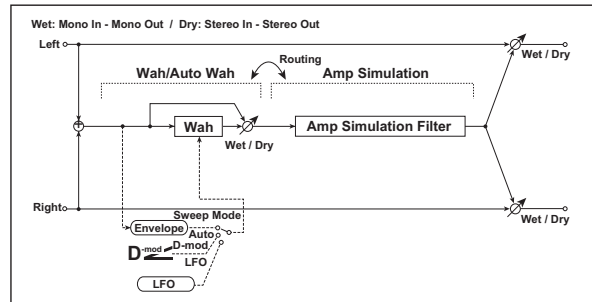 Wet: Mono In - Mono Out / Dry: Stereo In - Stereo Out
Left
Wet / Dry
Routing
Wah/Auto Wah
Amp Simulation
Wah
Amp Simulation Filter
Wet / Dry
Right
Wet / Dry
Sweep Mode
Envelope
Auto
D-mod
D-mod
LFO
LFO